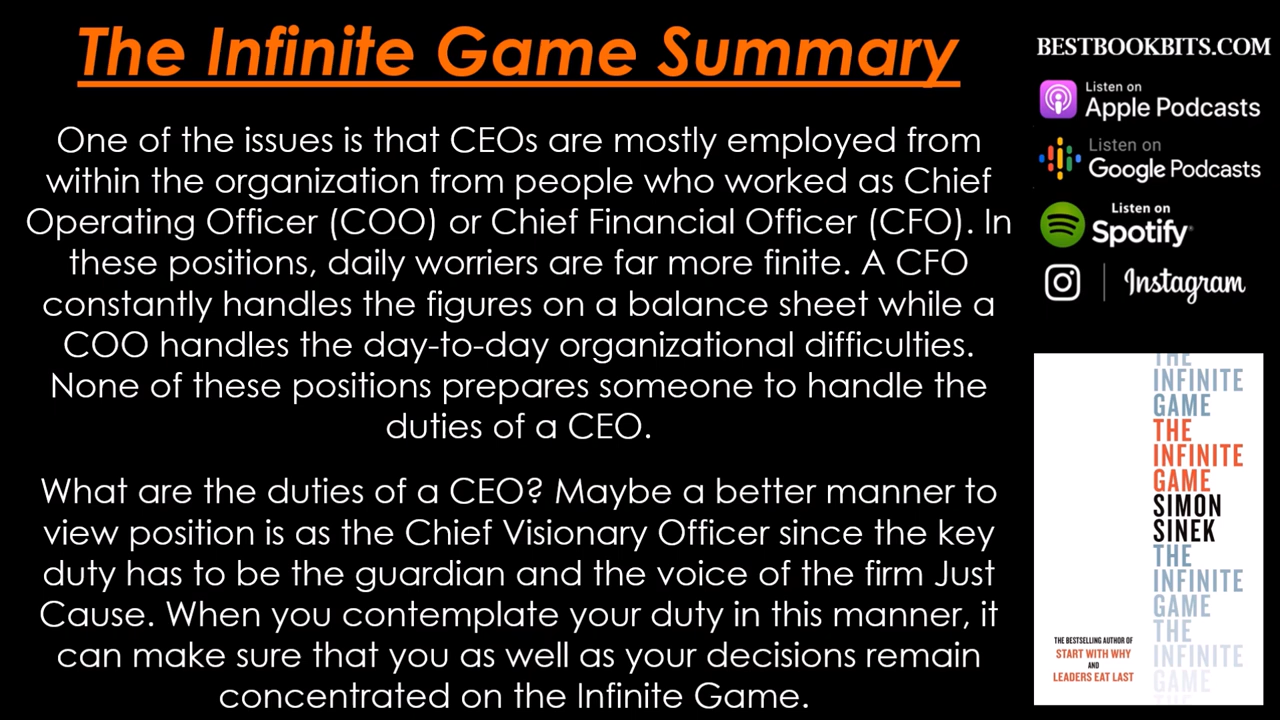 The Infinite Game Summary
One of the issues is that CEOs are mostly employed from
within the organization from people who worked as Chief
Operating Officer (COO) or Chief Financial Officer (CFO). In
these positions, daily worriers are far more finite. A CFO
constantly handles the figures on a balance sheet while a
COO handles the day-to-day organizational difficulties.
None of these positions prepares someone to handle the
duties of a CEO.
What are the duties of a CEO? Maybe a better manner to
view position is as the Chief Visionary Officer since the key
duty has to be the guardian and the voice of the firm Just
Cause. When you contemplate your duty in this manner, it
can make sure that you as well as your decisions remain
concentrated on the Infinite Game.
BESTBOOKBITS.COM
Listen on
Apple Podcasts
Listen on
Google Podcasts
Listen on
Spotify
Instagram
THE
INFINITE
GAME
THE
INFINITE
GAME
SIMON
SINEK
THE
INFINITE
GAME
THE
INFINITE
GAME
THE
THE BESTSELLING AUTHOR OF
START WITH WHY
AND
LEADERS EAT LAST